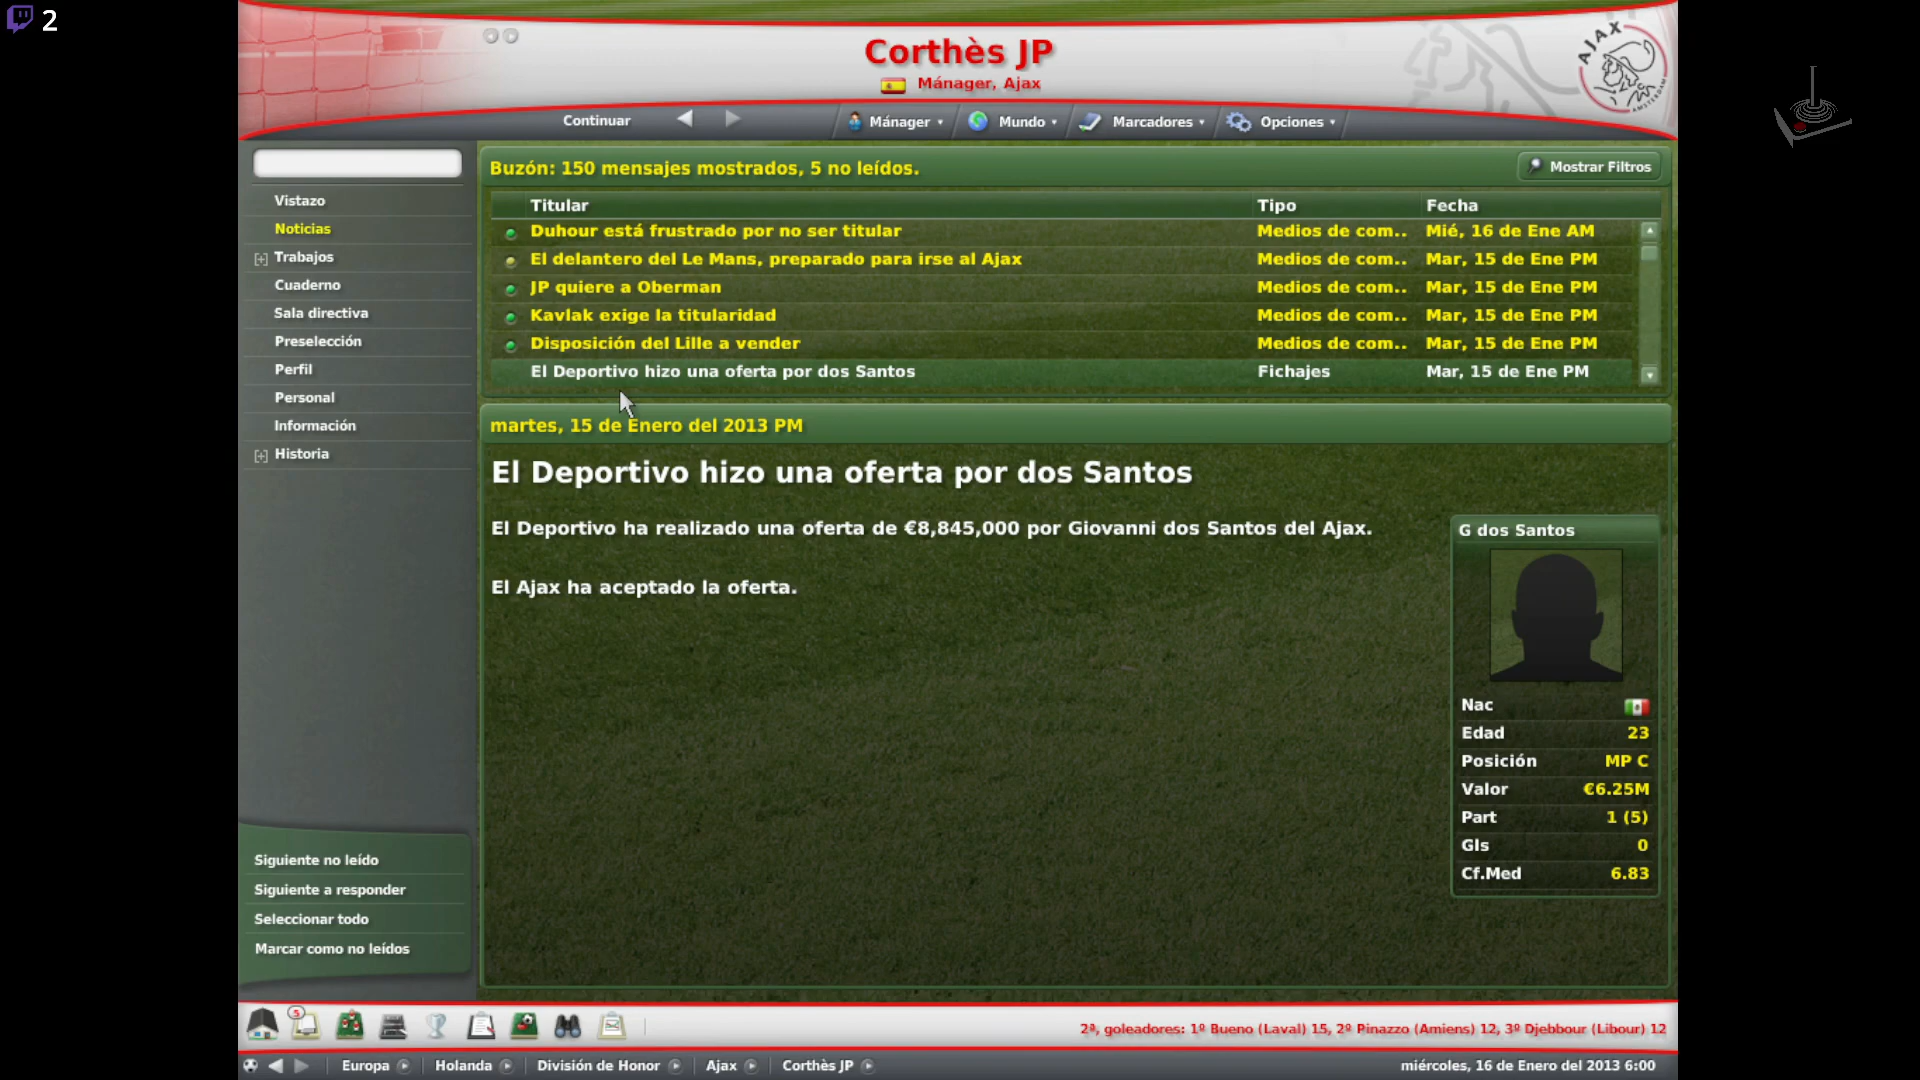 2
Corthès JP
Mánager, Ajax
AJAX
AMSTERDAM
Continuar
Mánager
Mundo
Marcadores
Opciones
Vistazo
Noticias
Trabajos
Cuaderno
Sala directiva
Preselección
Perfil
Personal
Información
Historia
Buzón: 150 mensajes mostrados, 5 no leídos.
Mostrar Filtros
Titular Tipo Fecha
Duhour está frustrado por no ser titular Medios de com.. Mié, 16 de Ene AM
El delantero del Le Mans, preparado para irse al Ajax Medios de com.. Mar, 15 de Ene PM
JP quiere a Oberman Medios de com.. Mar, 15 de Ene PM
Kavlak exige la titularidad Medios de com.. Mar, 15 de Ene PM
Disposición del Lille a vender Medios de com.. Mar, 15 de Ene PM
El Deportivo hizo una oferta por dos Santos Fichajes Mar, 15 de Ene PM
martes, 15 de Enero del 2013 PM
El Deportivo hizo una oferta por dos Santos
El Deportivo ha realizado una oferta de €8,845,000 por Giovanni dos Santos del Ajax.
El Ajax ha aceptado la oferta.
G dos Santos
Nac
Edad 23
Posición MP C
Valor €6.25M
Part 1 (5)
Gls 0
Cf.Med 6.83
Siguiente no leído
Siguiente a responder
Seleccionar todo
Marcar como no leídos
5
2ª, goleadores: 1º Bueno (Laval) 15, 2º Pinazzo (Amiens) 12, 3º Djebbour (Libour) 12
Europa
Holanda
División de Honor
Ajax
Corthès JP
miércoles, 16 de Enero del 2013 6:00